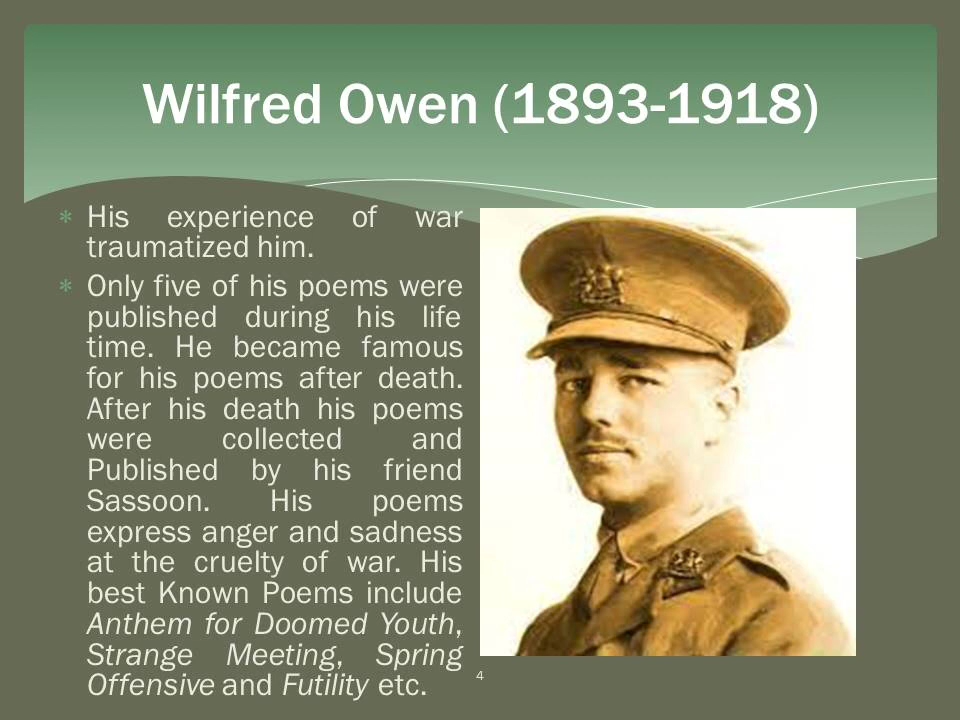 Wilfred Owen (1893-1918)
* His experience of war
traumatized him.
* Only five of his poems were
published during his life
time. He became famous
for his poems after death.
After his death his poems
were collected and
Published by his friend
Sassoon. His poems
express anger and sadness
at the cruelty of war. His
best Known Poems include
Anthem for Doomed Youth,
Strange Meeting, Spring
Offensive and Futility etc.
4